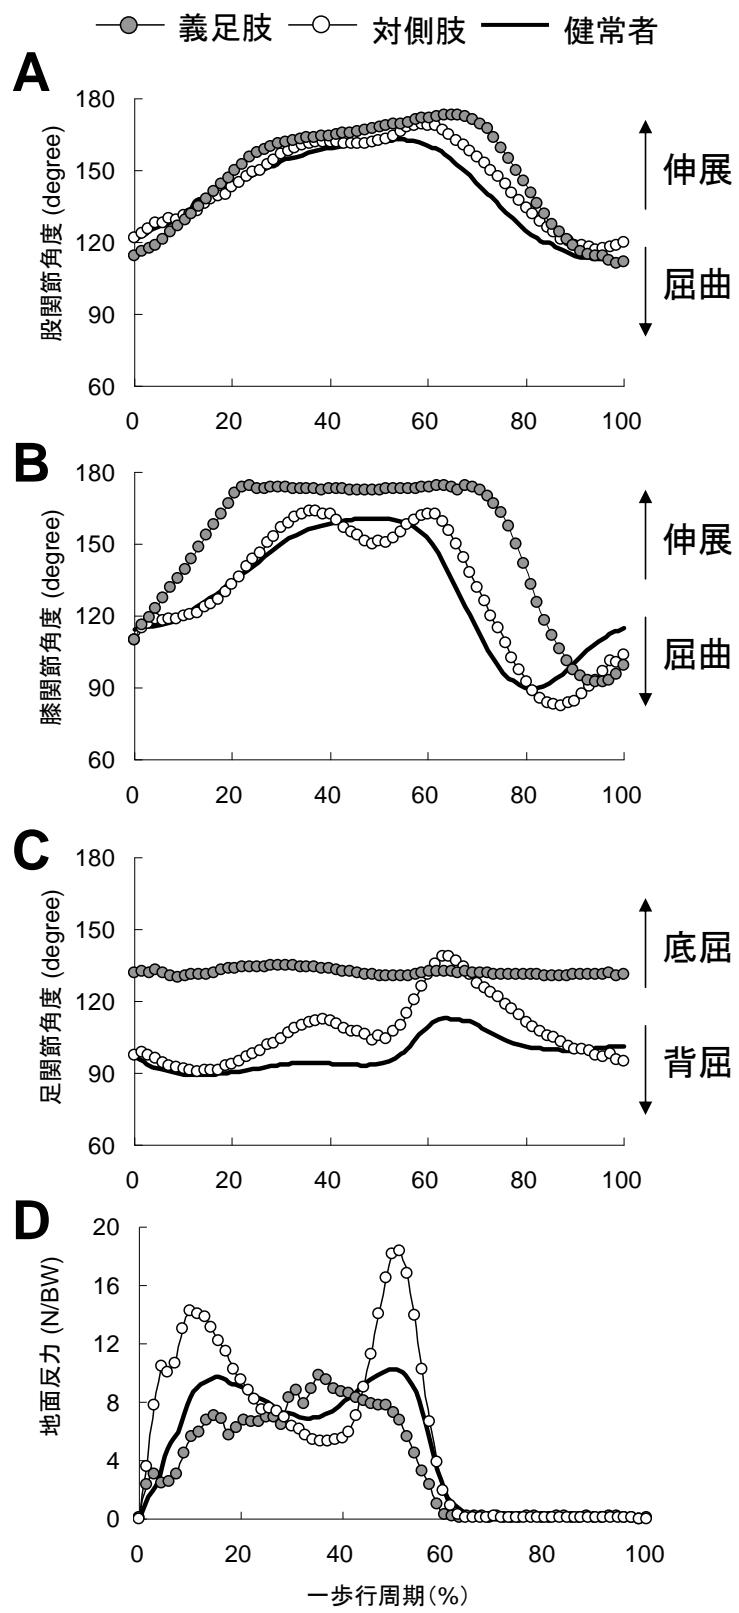 義足肢 対側肢 健常者
A
180
150
120
90
60
股関節角度 (degree)
伸展
屈曲
0 20 40 60 80 100
B
180
150
120
90
60
膝関節角度 (degree)
伸展
屈曲
0 20 40 60 80 100
C
180
150
120
90
60
足関節角度 (degree)
底屈
背屈
0 20 40 60 80 100
D
20
16
12
8
4
0
地面反力 (N/BW)
0 20 40 60 80 100
一歩行周期(%)